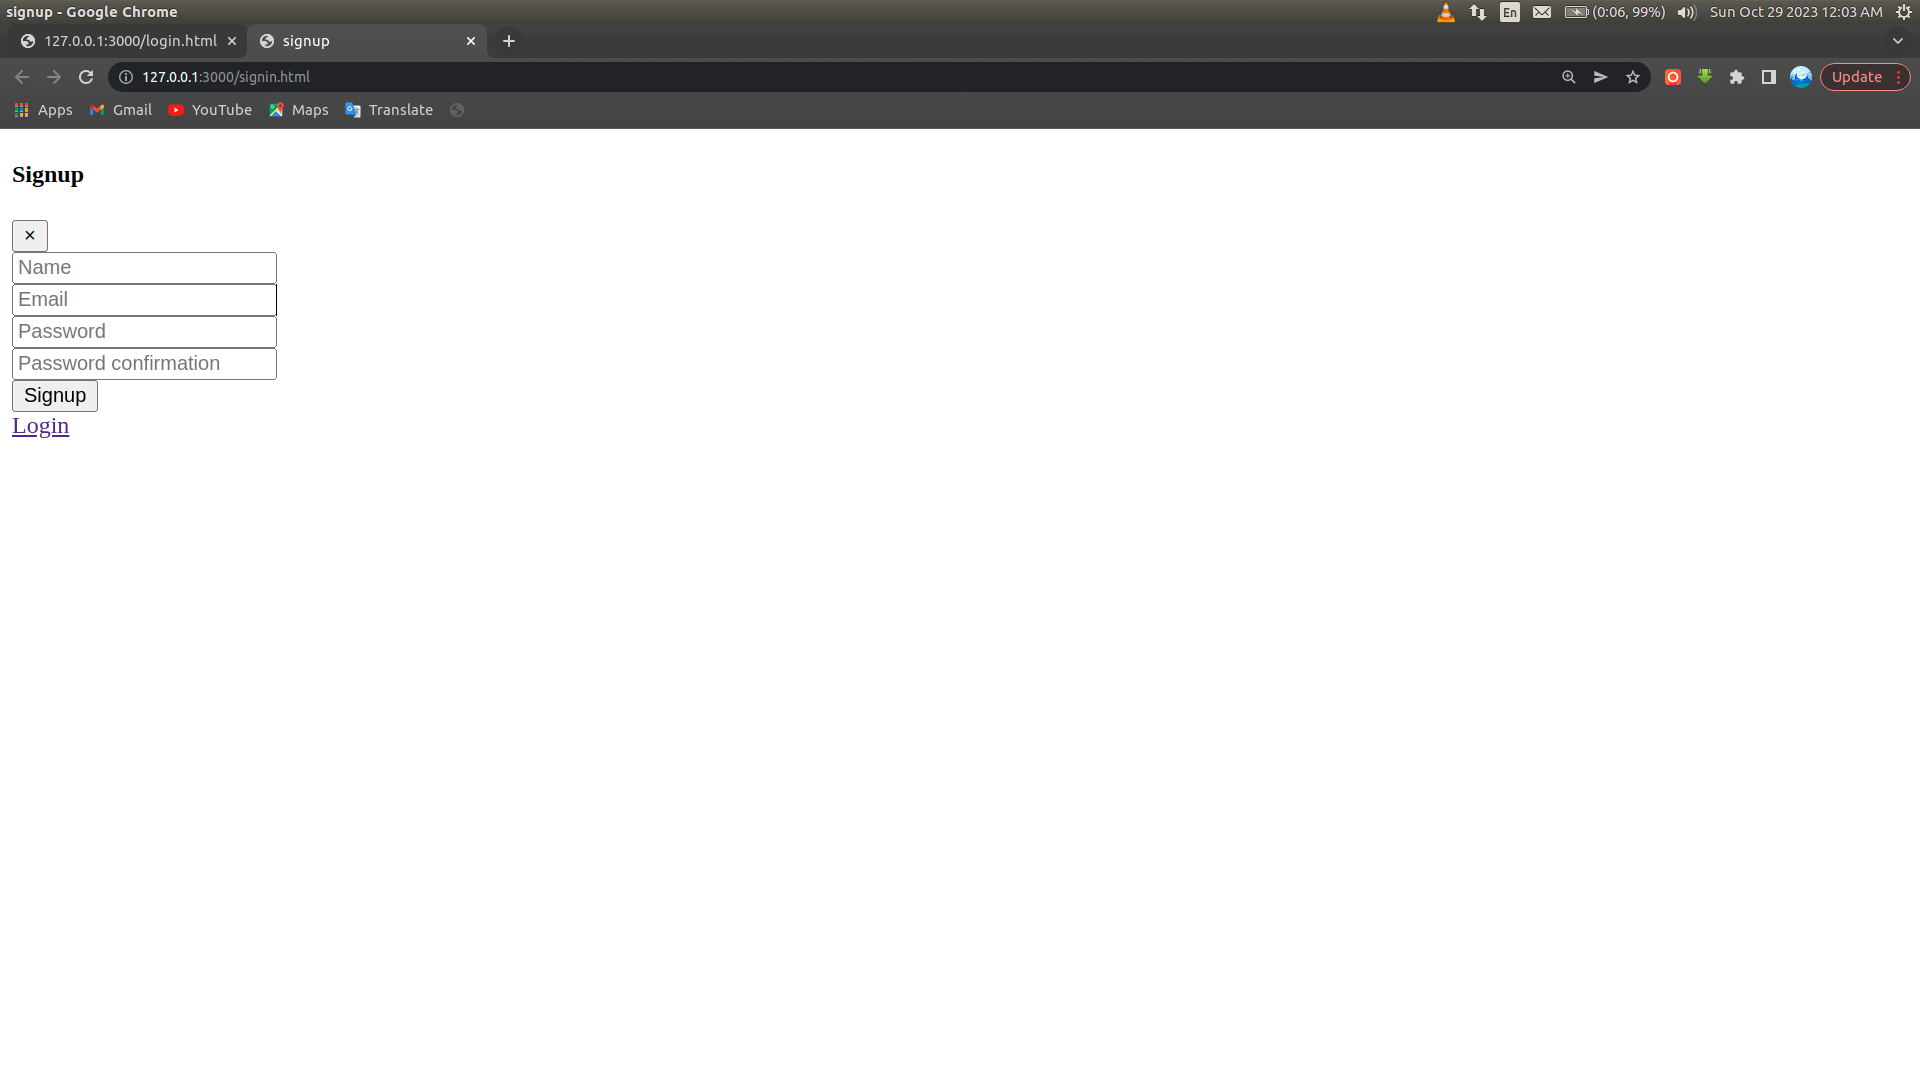 signup - Google Chrome
En
(0:06, 99%)
Sun Oct 29 2023 12:03 AM
127.0.0.1:3000/login.html
signup
127.0.0.1:3000/signin.html
Update
Apps
Gmail
YouTube
Maps
Translate
Signup
×
Name
Email
Password
Password confirmation
Signup
Login